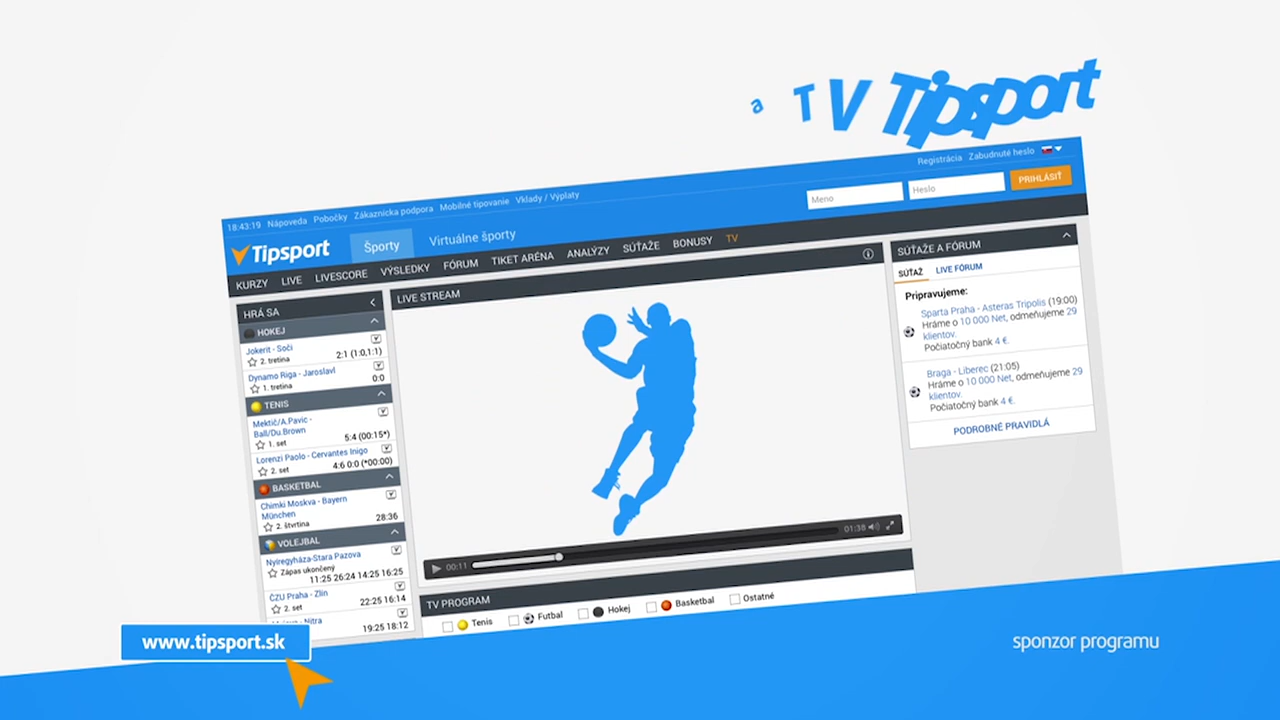 a TV Tipsport
Registrácia Zabudnuté heslo
18:43:19 Nápoveda Pobočky Zákaznicka podpora Mobilné tipovanie Vklady / Výplaty
Meno Heslo PRIHLÁSIŤ
Tipsport Športy Virtuálne športy
KURZY LIVE LIVESCORE VÝSLEDKY FÓRUM TIKET ARÉNA ANALÝZY SÚŤAŽE BONUSY TV
HRÁ SA
HOKEJ
Jokerit - Soči
2. tretina 2:1 (1:0,1:1)
Dynamo Riga - Jaroslavľ
1. tretina 0:0
TENIS
Mektič/A.Pavic -
Ball/Du.Brown
1. set 5:4 (00:15*)
Lorenzi Paolo - Cervantes Inigo
2. set 4:6 0:0 (*00:00)
BASKETBAL
Chimki Moskva - Bayern
München
2. štvrtina 28:36
VOLEJBAL
Nyiregyháza-Stara Pazova
Zápas ukončený
11:25 26:24 14:25 16:25
ČZU Praha - Zlín
2. set 22:25 16:14
- Nitra
19:25 18:12
LIVE STREAM
00:11 01:38
TV PROGRAM
Tenis Futbal Hokej Basketbal Ostatné
SÚŤAŽE A FÓRUM
SÚŤAŽ LIVE FÓRUM
Pripravujeme:
Sparta Praha - Asteras Tripolis (19:00)
Hráme o 10 000 Net, odmeňujeme 29
klientov.
Počiatočný bank 4 €.
Braga - Liberec (21:05)
Hráme o 10 000 Net, odmeňujeme 29
klientov.
Počiatočný bank 4 €.
PODROBNÉ PRAVIDLÁ
www.tipsport.sk
sponzor programu